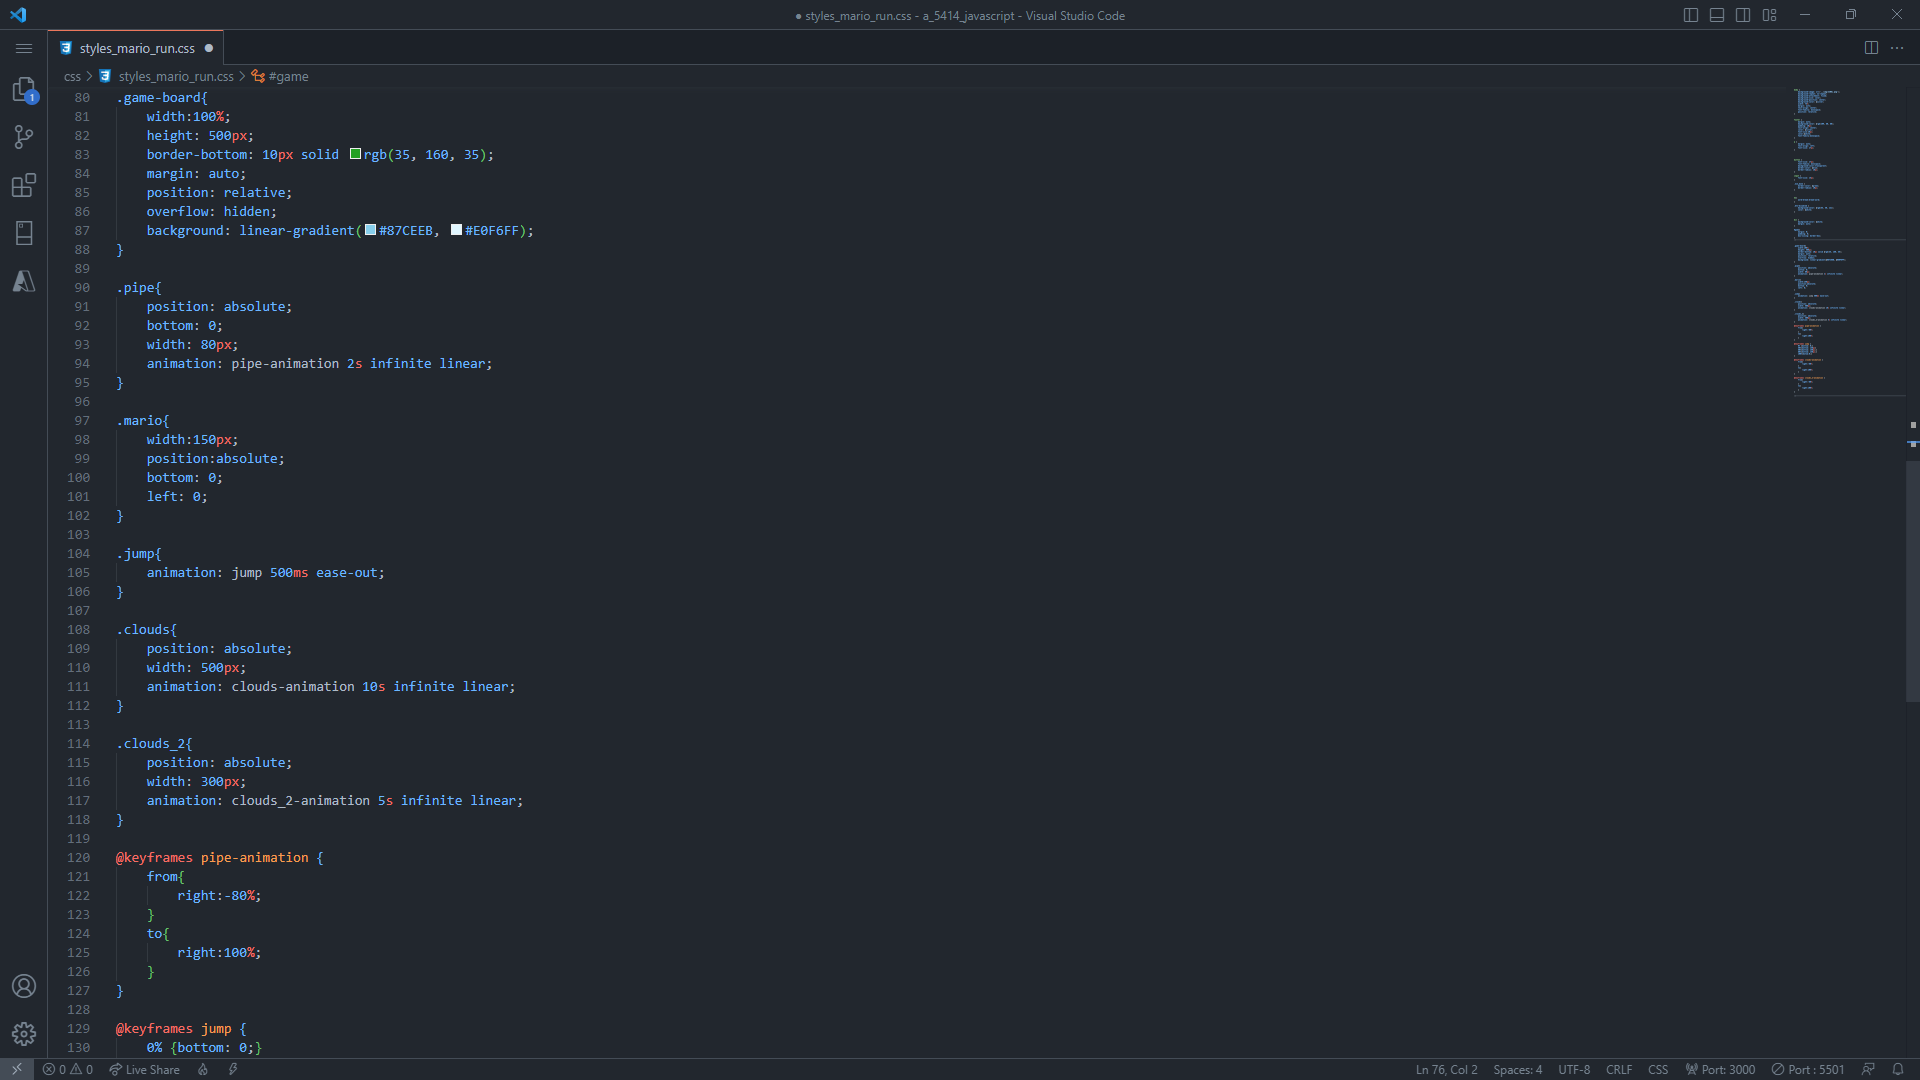 ● styles_mario_run.css - a_5414_javascript - Visual Studio Code
styles_mario_run.css ●
css > styles_mario_run.css > #game
1
80 .game-board{
81     width:100%;
82     height: 500px;
83     border-bottom: 10px solid rgb(35, 160, 35);
84     margin: auto;
85     position: relative;
86     overflow: hidden;
87     background: linear-gradient(#87CEEB, #E0F6FF);
88 }
89
90 .pipe{
91     position: absolute;
92     bottom: 0;
93     width: 80px;
94     animation: pipe-animation 2s infinite linear;
95 }
96
97 .mario{
98     width:150px;
99     position:absolute;
100     bottom: 0;
101     left: 0;
102 }
103
104 .jump{
105     animation: jump 500ms ease-out;
106 }
107
108 .clouds{
109     position: absolute;
110     width: 500px;
111     animation: clouds-animation 10s infinite linear;
112 }
113
114 .clouds_2{
115     position: absolute;
116     width: 300px;
117     animation: clouds_2-animation 5s infinite linear;
118 }
119
120 @keyframes pipe-animation {
121     from{
122         right:-80%;
123     }
124     to{
125         right:100%;
126     }
127 }
128
129 @keyframes jump {
130     0% {bottom: 0;}
0 0 Live Share Ln 76, Col 2 Spaces: 4 UTF-8 CRLF CSS Port: 3000 Port : 5501